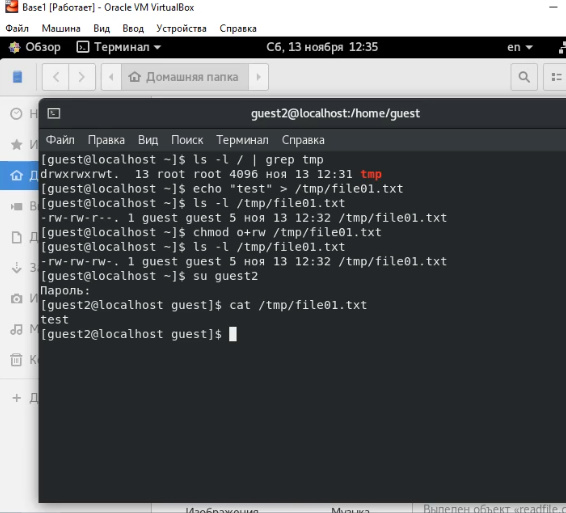 Base1 [Работает] - Oracle VM VirtualBox
Файл Машина Вид Ввод Устройства Справка
Обзор Терминал Сб, 13 ноября 12:35 en
Домашняя папка
guest2@localhost:/home/guest
Файл Правка Вид Поиск Терминал Справка
[guest@localhost ~]$ ls -l / | grep tmp
drwxrwxrwt. 13 root root 4096 ноя 13 12:31 tmp
[guest@localhost ~]$ echo "test" > /tmp/file01.txt
[guest@localhost ~]$ ls -l /tmp/file01.txt
-rw-rw-r--. 1 guest guest 5 ноя 13 12:32 /tmp/file01.txt
[guest@localhost ~]$ chmod o+rw /tmp/file01.txt
[guest@localhost ~]$ ls -l /tmp/file01.txt
-rw-rw-rw-. 1 guest guest 5 ноя 13 12:32 /tmp/file01.txt
[guest@localhost ~]$ su guest2
Пароль:
[guest2@localhost guest]$ cat /tmp/file01.txt
test
[guest2@localhost guest]$
Изображения Музыка